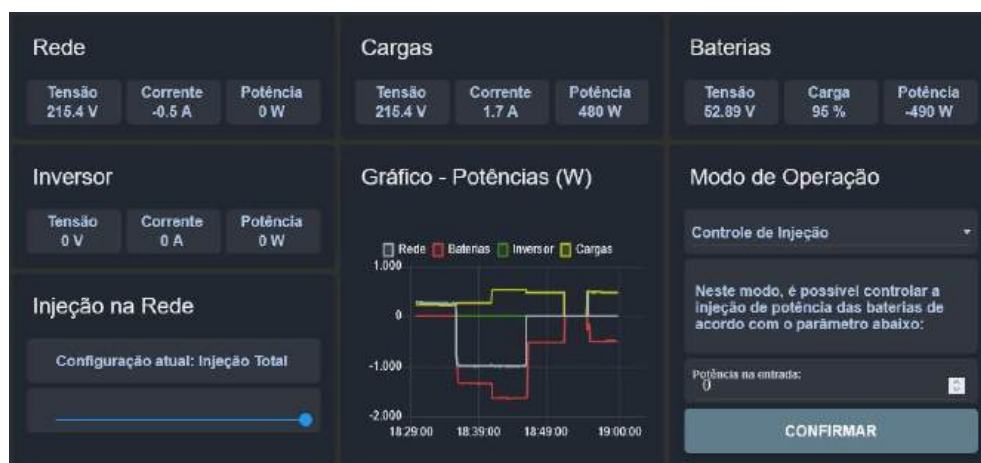 Rede
Tensão Corrente Potência
215.4 V -0.5 A 0 W
Cargas
Tensão Corrente Potência
215.4 V 1.7 A 480 W
Baterias
Tensão Carga Potência
52.89 V 95 % -490 W
Inversor
Tensão Corrente Potência
0 V 0 A 0 W
Injeção na Rede
Configuração atual: Injeção Total
Gráfico - Potências (W)
Rede Baterias Inversor Cargas
1.000
0
-1.000
-2.000
18:29:00 18:39:00 18:49:00 19:00:00
Modo de Operação
Controle de Injeção
Neste modo, é possível controlar a
injeção de potência das baterias de
acordo com o parâmetro abaixo:
Potência na entrada:
0
CONFIRMAR